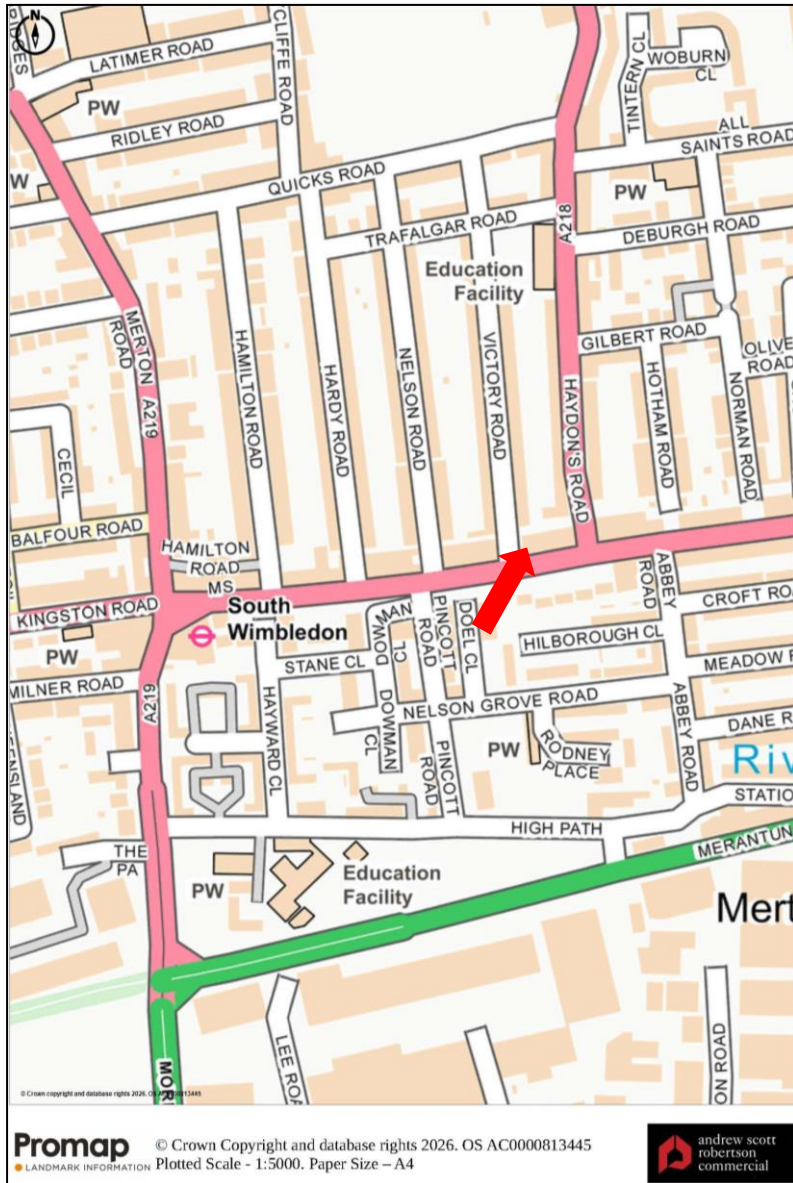 N
RIDGES
LATIMER ROAD
CLIFFE ROAD
TINTERN CL
WOBURN
CL
PW
RIDLEY ROAD
ALL
SAINTS ROAD
W
QUICKS ROAD
PW
TRAFALGAR ROAD
A218
DEBURGH ROAD
Education
Facility
MERTON
ROAD
A219
HAMILTON ROAD
HARDY ROAD
NELSON ROAD
VICTORY ROAD
HAYDON'S ROAD
GILBERT ROAD
HOTHAM ROAD
NORMAN ROAD
OLIVE
ROAD
CECIL
BALFOUR ROAD
HAMILTON
ROAD
MS
KINGSTON ROAD
South
Wimbledon
PW
MILNER ROAD
A219
STANE CL
DOWMAN
CL
PINCOTT
ROAD
DOEL CL
HILBOROUGH CL
ABBEY
ROAD
CROFT ROA
MEADOW R
HAYWARD CL
DOWMAN
CL
NELSON GROVE ROAD
PINCOTT
ROAD
PW
RODNEY
PLACE
ABBEY ROAD
DANE R
Riv
STATIO
EENSLAND
HIGH PATH
MERANTUN
THE
PA
PW
Education
Facility
Mert
LEE ROA
ON ROAD
MOR
© Crown copyright and database rights 2026. OS AC0000813445
Promap
LANDMARK INFORMATION
© Crown Copyright and database rights 2026. OS AC0000813445
Plotted Scale - 1:5000. Paper Size – A4
andrew scott
robertson
commercial